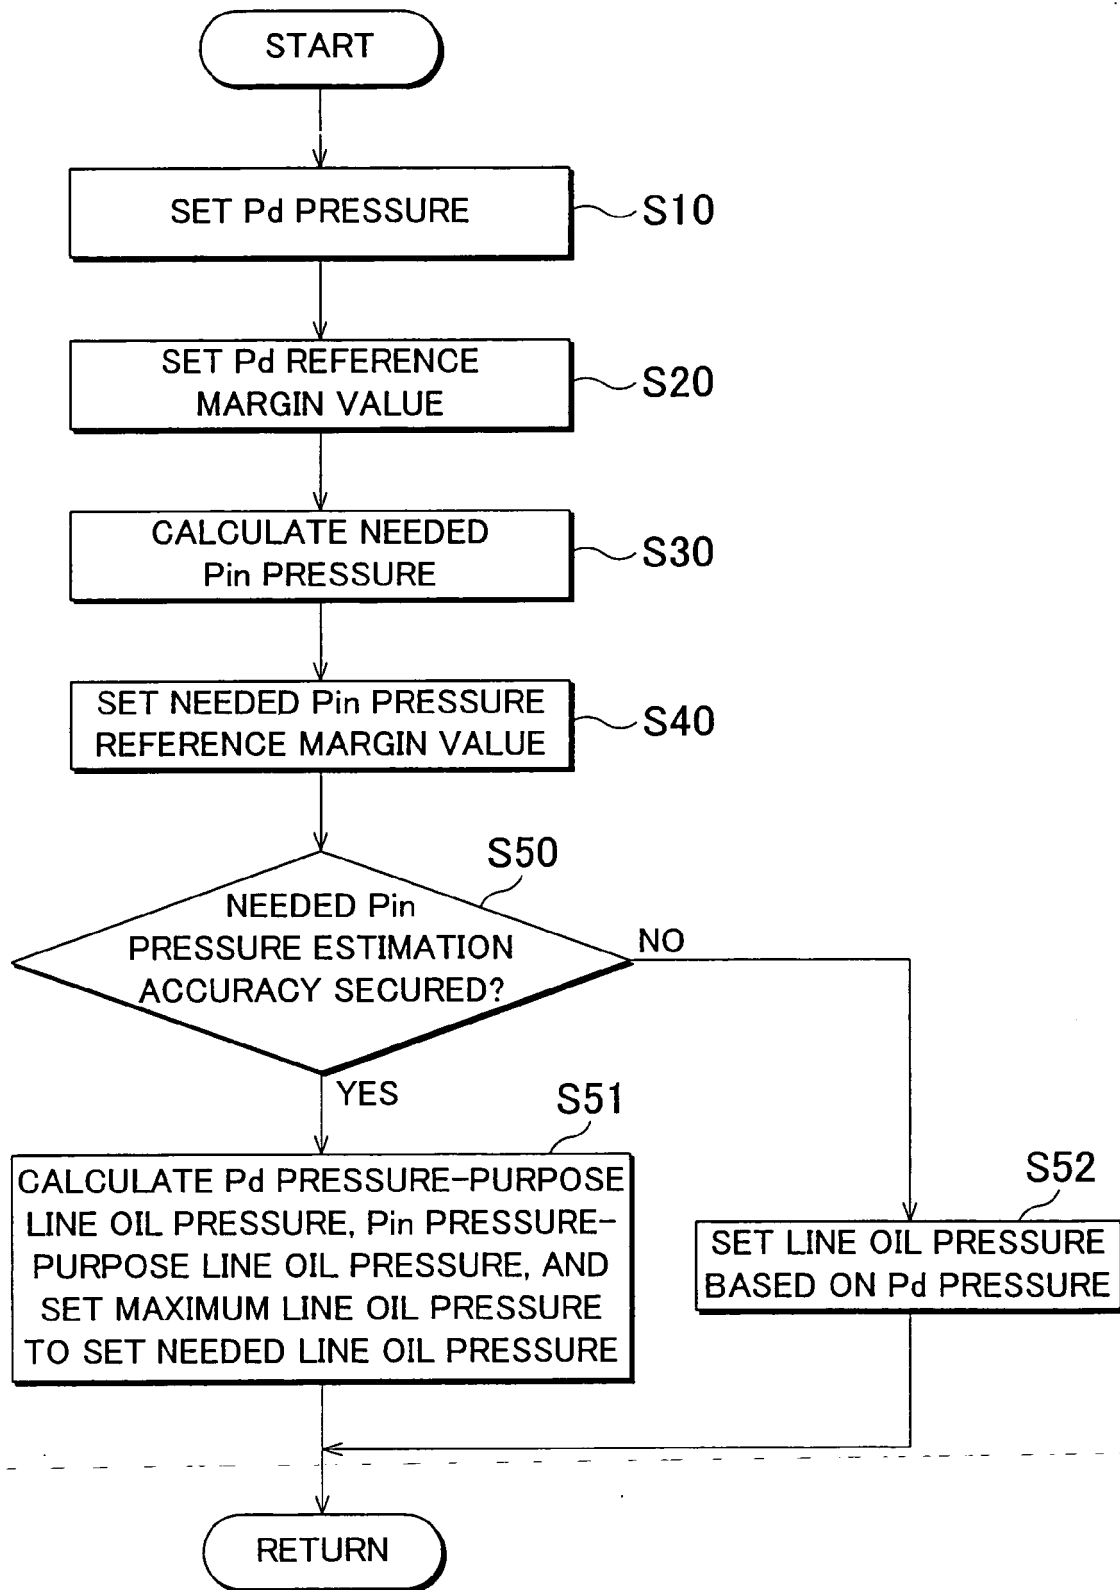 START
SET Pd PRESSURE
S10
SET Pd REFERENCE
MARGIN VALUE
S20
CALCULATE NEEDED
Pin PRESSURE
S30
SET NEEDED Pin PRESSURE
REFERENCE MARGIN VALUE
S40
S50
NEEDED Pin
PRESSURE ESTIMATION
ACCURACY SECURED?
NO
YES
S51
CALCULATE Pd PRESSURE-PURPOSE
LINE OIL PRESSURE, Pin PRESSURE-
PURPOSE LINE OIL PRESSURE, AND
SET MAXIMUM LINE OIL PRESSURE
TO SET NEEDED LINE OIL PRESSURE
S52
SET LINE OIL PRESSURE
BASED ON Pd PRESSURE
RETURN